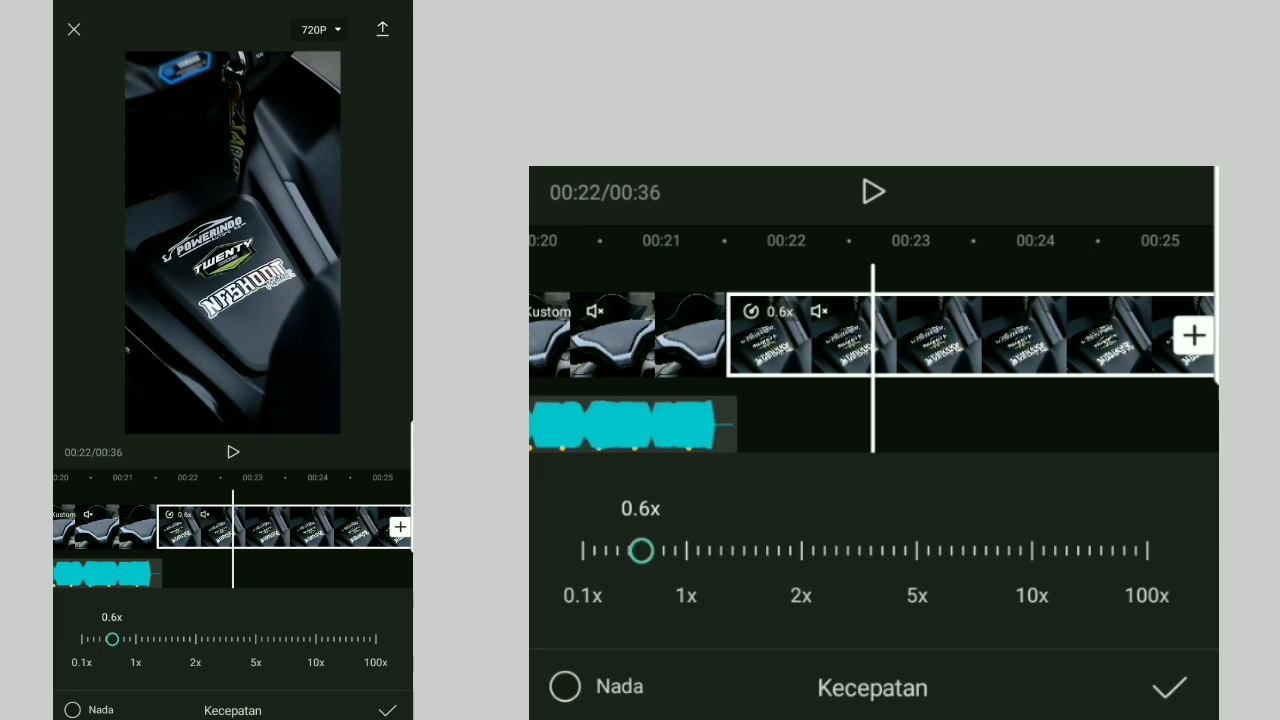 720P
YAMAHA
POWERINDO
TWENTY
NFSHOOT
00:22/00:36
0:20
00:21
00:22
00:23
00:24
00:25
Kustom
0.6x
0.6x
0.1x
1x
2x
5x
10x
100x
Nada
Kecepatan
00:22/00:36
0:20
00:21
00:22
00:23
00:24
00:25
Kustom
0.6x
0.6x
0.1x
1x
2x
5x
10x
100x
Nada
Kecepatan